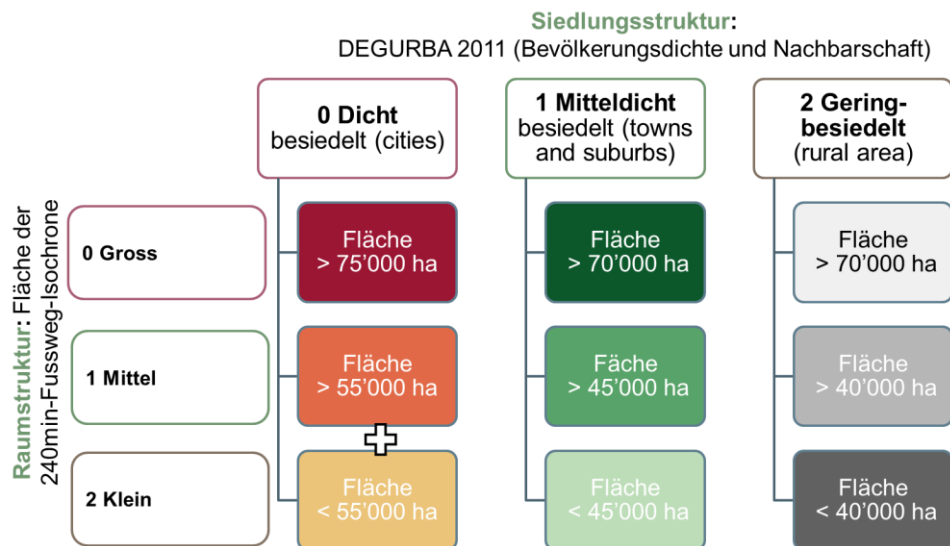 Siedlungsstruktur:
DEGURBA 2011 (Bevölkerungsdichte und Nachbarschaft)
0 Dicht
besiedelt (cities)
1 Mitteldicht
besiedelt (towns
and suburbs)
2 Gering-
besiedelt
(rural area)
Raumstruktur: Fläche der
240min-Fussweg-Isochrone
0 Gross
Fläche
> 75’000 ha
Fläche
> 70’000 ha
Fläche
> 70’000 ha
1 Mittel
Fläche
> 55’000 ha
Fäche
> 45’000 ha
Fläche
> 40’000 ha
2 Klein
Fläche
< 55’000 ha
Fläche
< 45’000 ha
Fläche
< 40’000 ha